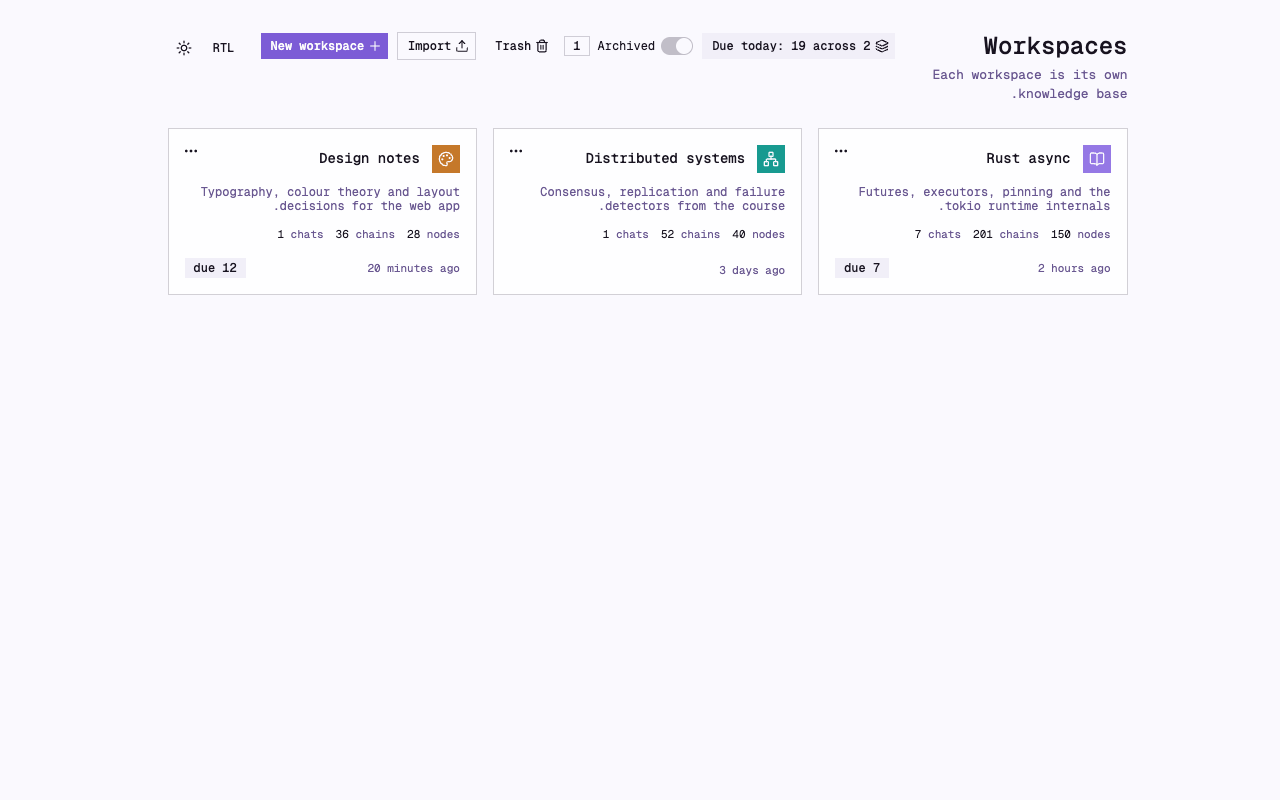 Workspaces
Each workspace is its own
knowledge base.
Due today: 19 across 2
Archived
1
Trash
Import
New workspace
RTL
Rust async
Futures, executors, pinning and the
tokio runtime internals.
150 nodes 201 chains 7 chats
2 hours ago
7 due
Distributed systems
Consensus, replication and failure
detectors from the course.
40 nodes 52 chains 1 chats
3 days ago
Design notes
Typography, colour theory and layout
decisions for the web app.
28 nodes 36 chains 1 chats
20 minutes ago
12 due